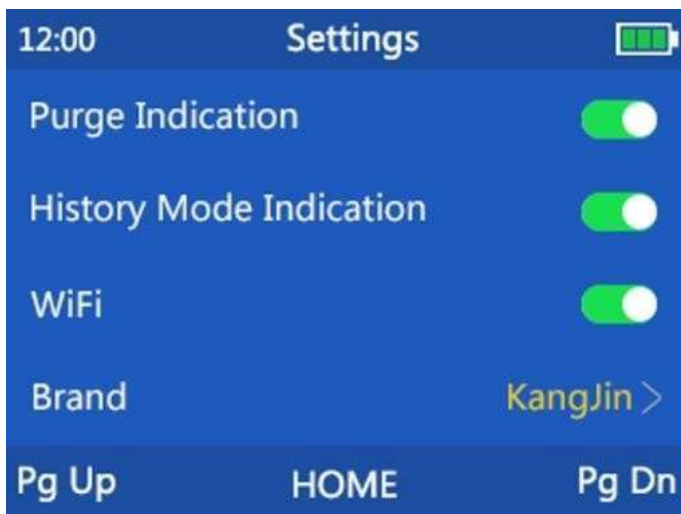 12:00 Settings
Purge Indication
History Mode Indication
WiFi
Brand KangJin >
Pg Up HOME Pg Dn